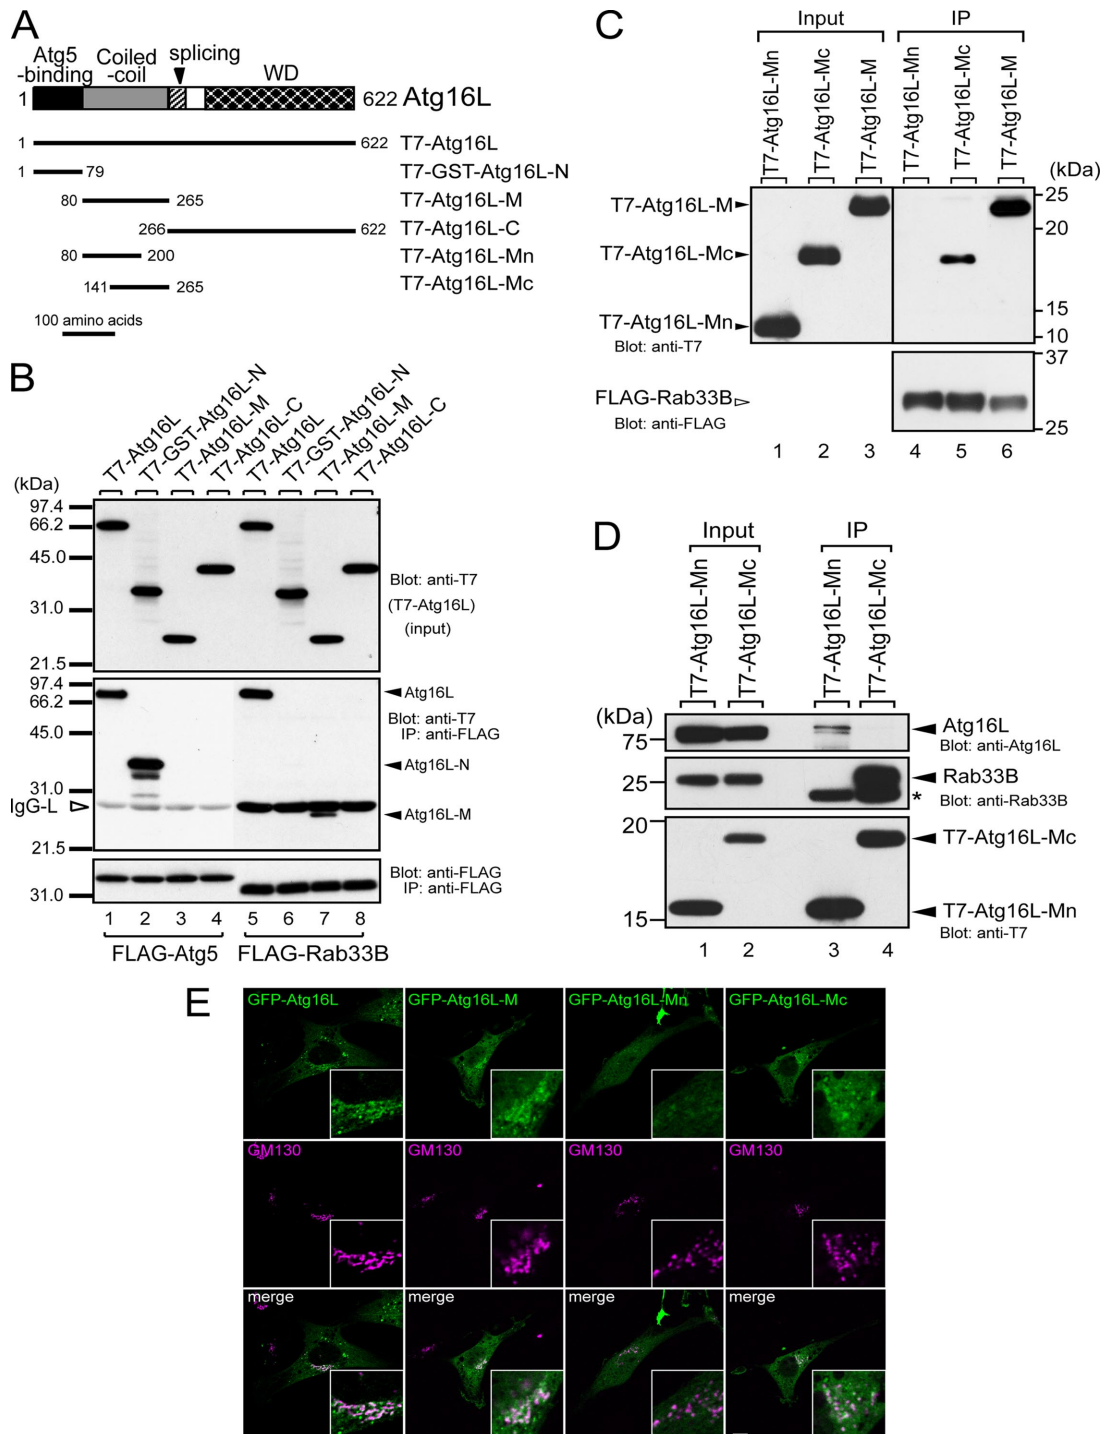 A
Atg5
-binding
Coiled
-coil
splicing
WD
1
622
Atg16L
1
622
T7-Atg16L
1
79
T7-GST-Atg16L-N
80
265
T7-Atg16L-M
266
622
T7-Atg16L-C
80
200
T7-Atg16L-Mn
141
265
T7-Atg16L-Mc
100 amino acids
B
T7-Atg16L
T7-GST-Atg16L-N
T7-Atg16L-M
T7-Atg16L-C
T7-Atg16L
T7-GST-Atg16L-N
T7-Atg16L-M
T7-Atg16L-C
(kDa)
97.4
66.2
45.0
31.0
21.5
Blot: anti-T7
(T7-Atg16L)
(input)
97.4
66.2
45.0
31.0
IgG-L
21.5
Atg16L
Blot: anti-T7
IP: anti-FLAG
Atg16L-N
Atg16L-M
31.0
Blot: anti-FLAG
IP: anti-FLAG
1 2 3 4 5 6 7 8
FLAG-Atg5
FLAG-Rab33B
C
Input
IP
T7-Atg16L-Mn
T7-Atg16L-Mc
T7-Atg16L-M
T7-Atg16L-Mn
T7-Atg16L-Mc
T7-Atg16L-M
(kDa)
T7-Atg16L-M
T7-Atg16L-Mc
T7-Atg16L-Mn
Blot: anti-T7
25
20
15
10
37
FLAG-Rab33B
Blot: anti-FLAG
25
1 2 3 4 5 6
D
Input
IP
T7-Atg16L-Mn
T7-Atg16L-Mc
T7-Atg16L-Mn
T7-Atg16L-Mc
(kDa)
75
Atg16L
Blot: anti-Atg16L
25
Rab33B
*
Blot: anti-Rab33B
20
T7-Atg16L-Mc
15
T7-Atg16L-Mn
Blot: anti-T7
1 2 3 4
E
GFP-Atg16L
GFP-Atg16L-M
GFP-Atg16L-Mn
GFP-Atg16L-Mc
GM130
GM130
GM130
GM130
merge
merge
merge
merge